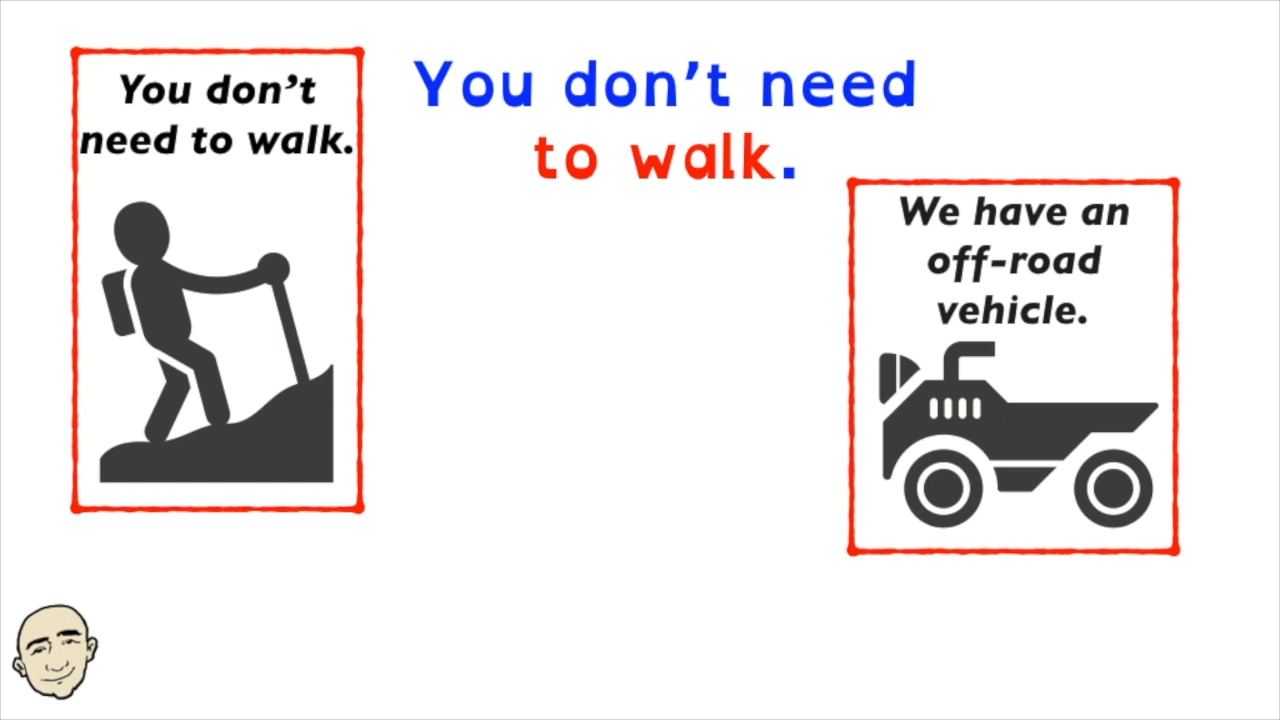 You don’t
need to walk.
You don’t need
to walk.
We have an
off-road
vehicle.